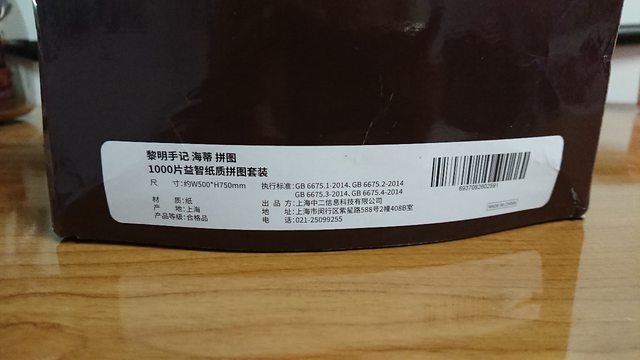 黎明手记 海蒂 拼图
1000片益智纸质拼图套装
尺 寸:约W500*H750mm
材 质:纸
产 地:上海
产品等级:合格品
执行标准:GB 6675.1-2014、GB 6675.2-2014
GB 6675.3-2014、GB 6675.4-2014
出 品 方:上海中二信息科技有限公司
地 址:上海市闵行区紫星路588号2幢408B室
电 话:021-25099255
6937082602591
MADE IN CHINA